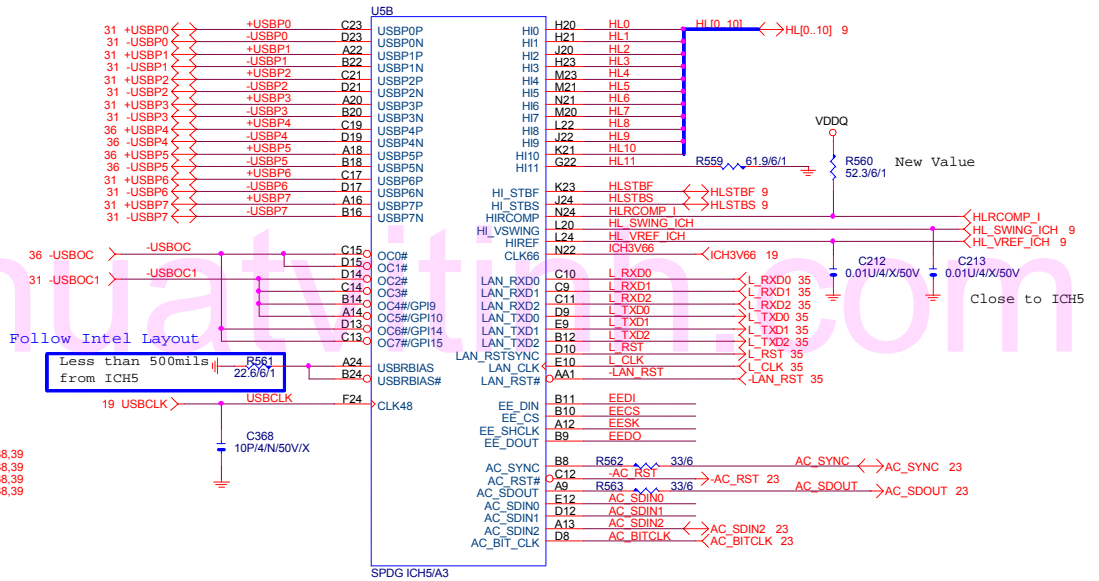 U5B
31 +USBP0 +USBP0 C23 USBP0P
31 -USBP0 -USBP0 D23 USBP0N
31 +USBP1 +USBP1 A22 USBP1P
31 -USBP1 -USBP1 B22 USBP1N
31 +USBP2 +USBP2 C21 USBP2P
31 -USBP2 -USBP2 D21 USBP2N
31 +USBP3 +USBP3 A20 USBP3P
31 -USBP3 -USBP3 B20 USBP3N
36 +USBP4 +USBP4 C19 USBP4P
36 -USBP4 -USBP4 D19 USBP4N
36 +USBP5 +USBP5 A18 USBP5P
36 -USBP5 -USBP5 B18 USBP5N
31 +USBP6 +USBP6 C17 USBP6P
31 -USBP6 -USBP6 D17 USBP6N
31 +USBP7 +USBP7 A16 USBP7P
31 -USBP7 -USBP7 B16 USBP7N
36 -USBOC -USBOC C15 OC0#
D15 OC1#
31 -USBOC1 -USBOC1 D14 OC2#
C14 OC3#
B14 OC4#/GPI9
A14 OC5#/GPI10
D13 OC6#/GPI14
C13 OC7#/GPI15
Follow Intel Layout
Less than 500mils
from ICH5
R561
22.6/6/1
A24 USBRBIAS
B24 USBRBIAS#
19 USBCLK USBCLK F24 CLK48
C368
10P/4/N/50V/X
8,39
8,39
8,39
8,39
HI0 H20 HL0 HL[0..10] HL[0..10] 9
HI1 H21 HL1
HI2 J20 HL2
HI3 H23 HL3
HI4 M23 HL4
HI5 M21 HL5
HI6 N21 HL6
HI7 M20 HL7
HI8 L22 HL8
HI9 J22 HL9
HI10 K21 HL10
HI11 G22 HL11 R559 61.9/6/1
VDDQ
R560
52.3/6/1
New Value
HI_STBF K23 HLSTBF HLSTBF 9
HI_STBS J24 HLSTBS HLSTBS 9
HIRCOMP N24 HLRCOMP_I HLRCOMP_I
HI_VSWING L20 HL_SWING_ICH HL_SWING_ICH 9
HIREF L24 HL_VREF_ICH HL_VREF_ICH 9
CLK66 N22 ICH3V66 ICH3V66 19
C212
0.01U/4/X/50V
C213
0.01U/4/X/50V
Close to ICH5
LAN_RXD0 C10 L_RXD0 L_RXD0 35
LAN_RXD1 C9 L_RXD1 L_RXD1 35
LAN_RXD2 C11 L_RXD2 L_RXD2 35
LAN_TXD0 D9 L_TXD0 L_TXD0 35
LAN_TXD1 E9 L_TXD1 L_TXD1 35
LAN_TXD2 B12 L_TXD2 L_TXD2 35
LAN_RSTSYNC D10 L_RST L_RST 35
LAN_CLK E10 L_CLK L_CLK 35
LAN_RST# AA1 -LAN_RST -LAN_RST 35
EE_DIN B11 EEDI
EE_CS B10 EECS
EE_SHCLK A12 EESK
EE_DOUT B9 EEDO
AC_SYNC B8 R562 33/6 AC_SYNC AC_SYNC 23
AC_RST# C12 -AC_RST -AC_RST 23
AC_SDOUT A9 R563 33/6 AC_SDOUT AC_SDOUT 23
AC_SDIN0 E12 AC_SDIN0
AC_SDIN1 D12 AC_SDIN1
AC_SDIN2 A13 AC_SDIN2 AC_SDIN2 23
AC_BIT_CLK D8 AC_BITCLK AC_BITCLK 23
SPDG ICH5/A3
huatvitinh.com